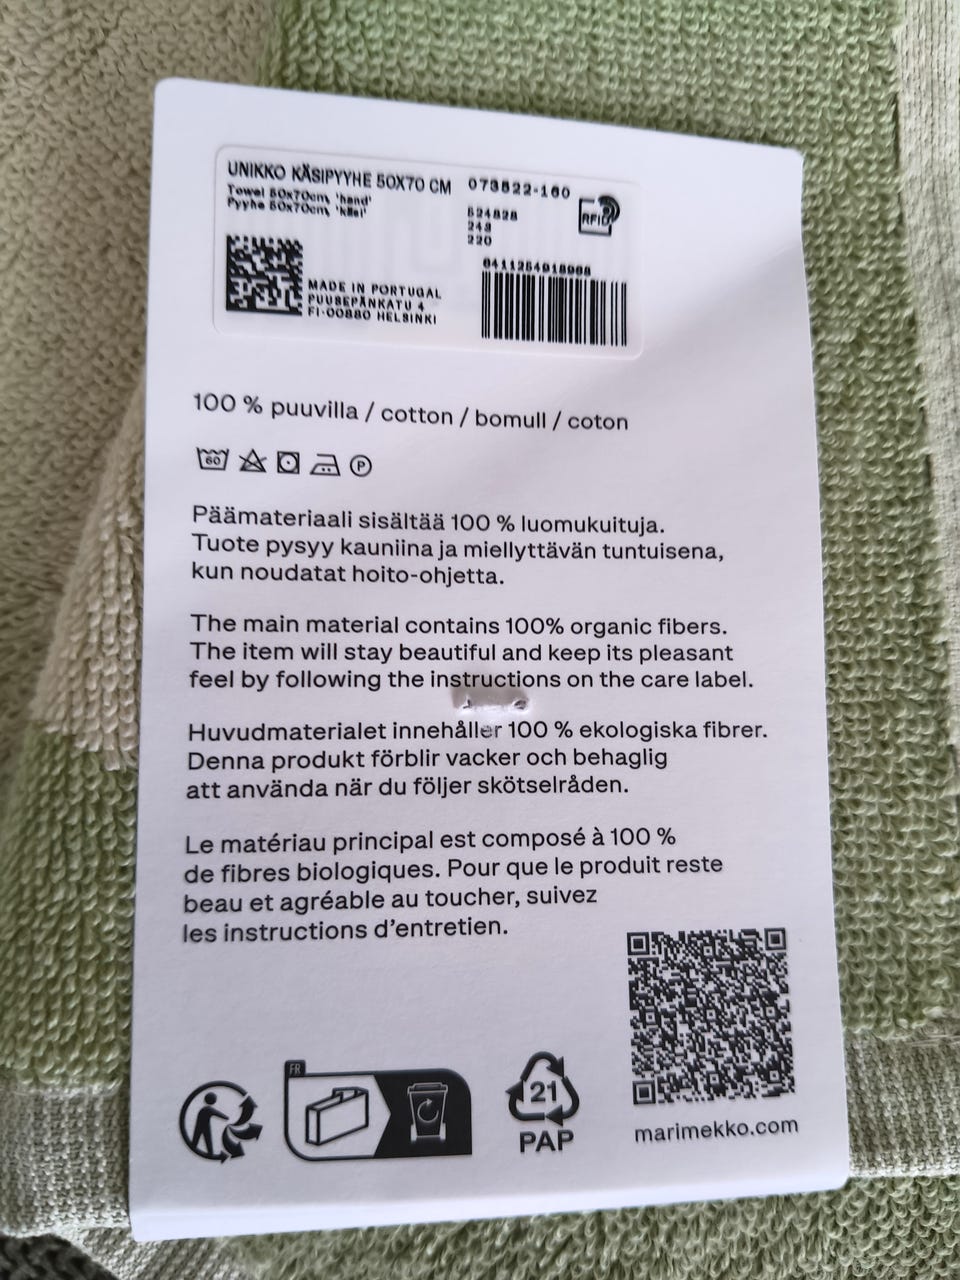 UNIKKO KÄSIPYYHE 50X70 CM
073522-160
Towel 50x70cm, 'hand'
Pyyhe 50x70cm, 'käsi'
524828
243
220
RFID
MADE IN PORTUGAL
PUUSEPÄNKATU 4
FI-00880 HELSINKI
100 % puuvilla / cotton / bomull / coton
60
P
Päämateriaali sisältää 100 % luomukuituja.
Tuote pysyy kauniina ja miellyttävän tuntuisena,
kun noudatat hoito-ohjetta.
The main material contains 100% organic fibers.
The item will stay beautiful and keep its pleasant
feel by following the instructions on the care label.
Huvudmaterialet innehåller 100 % ekologiska fibrer.
Denna produkt förblir vacker och behaglig
att använda när du följer skötselråden.
Le matériau principal est composé à 100 %
de fibres biologiques. Pour que le produit reste
beau et agréable au toucher, suivez
les instructions d'entretien.
FR
21
PAP
marimekko.com